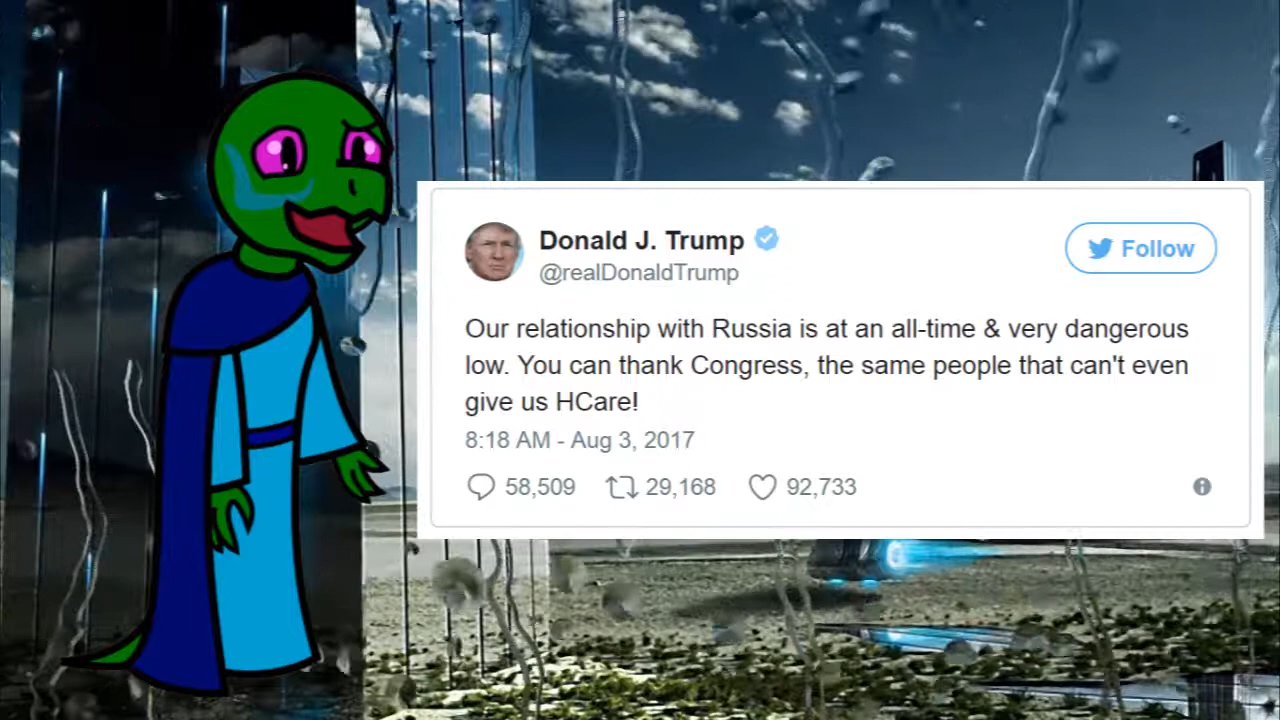 Donald J. Trump
@realDonaldTrump
Follow
Our relationship with Russia is at an all-time & very dangerous
low. You can thank Congress, the same people that can't even
give us HCare!
8:18 AM - Aug 3, 2017
58,509 29,168 92,733